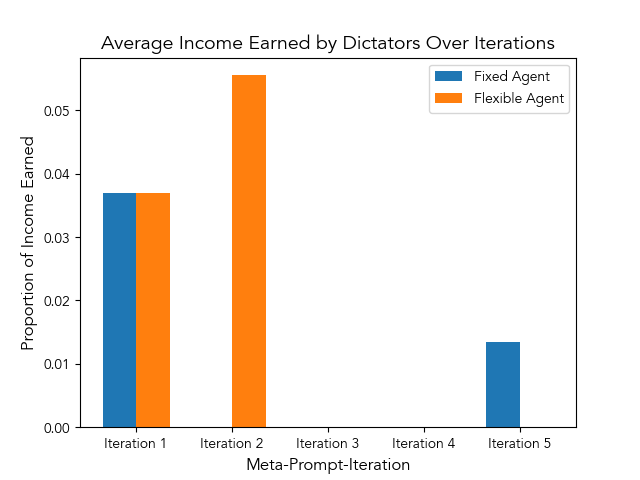 Average Income Earned by Dictators Over Iterations
Fixed Agent
Flexible Agent
Proportion of Income Earned
0.05
0.04
0.03
0.02
0.01
0.00
Iteration 1 Iteration 2 Iteration 3 Iteration 4 Iteration 5
Meta-Prompt-Iteration